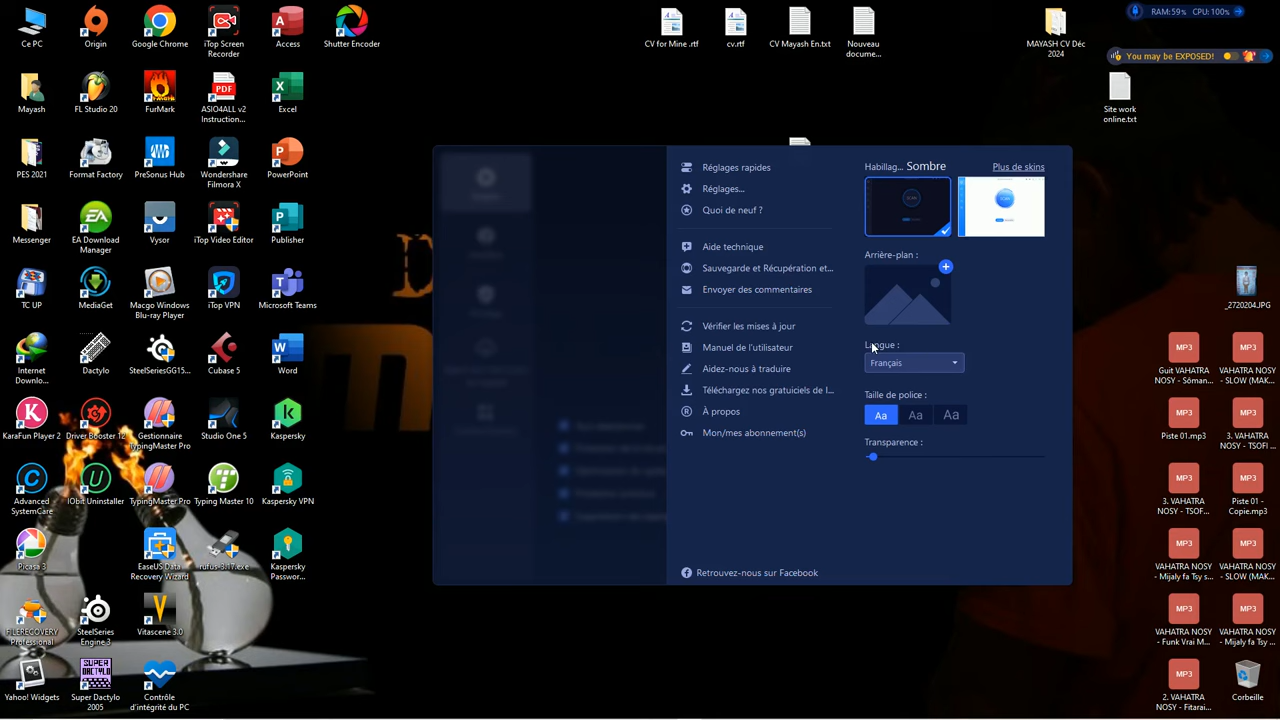 Ce PC
Origin
Google Chrome
iTop Screen
Recorder
Access
Shutter Encoder
CV for Mine .rtf
cv.rtf
CV Mayash En.txt
Nouveau
docume...
MAYASH CV Déc
2024
RAM:59%
CPU:100%
You may be EXPOSED!
Site work
online.txt
Mayash
FL Studio 20
FurMark
ASIO4ALL v2
Instruction...
Excel
PES 2021
Format Factory
PreSonus Hub
Wondershare
Filmora X
PowerPoint
Messenger
EA Download
Manager
Vysor
iTop Video Editor
Publisher
TC UP
MediaGet
Macgo Windows
Blu-ray Player
iTop VPN
Microsoft Teams
Internet
Downlo...
Dactylo
SteelSeriesGG15...
Cubase 5
Word
KaraFun Player 2
Driver Booster 12
Gestionnaire
TypingMaster Pro
Studio One 5
Kaspersky
Advanced
SystemCare
IObit Uninstaller
TypingMaster Pro
Typing Master 10
Kaspersky VPN
Picasa 3
EaseUS Data
Recovery Wizard
rufus-3.17.exe
Kaspersky
Passwor...
FILERECOVERY
Professional
SteelSeries
Engine 3
Vitascene 3.0
Yahoo! Widgets
Super Dactylo
2005
Contrôle
d'intégrité du PC
Réglages rapides
Réglages...
Quoi de neuf ?
Aide technique
Sauvegarde et Récupération et...
Envoyer des commentaires
Vérifier les mises à jour
Manuel de l'utilisateur
Aidez-nous à traduire
Téléchargez nos gratuiciels de I...
À propos
Mon/mes abonnement(s)
Retrouvez-nous sur Facebook
Habillag... Sombre
Plus de skins
Arrière-plan :
Langue :
Français
Taille de police :
Aa Aa Aa
Transparence :
_2720204.JPG
MP3
Guit VAHATRA
NOSY - Sóman...
MP3
VAHATRA NOSY
- SLOW (MAK...
MP3
Piste 01.mp3
MP3
3. VAHATRA
NOSY - TSOFI ...
MP3
3. VAHATRA
NOSY - TSOF...
MP3
Piste 01 -
Copie.mp3
MP3
VAHATRA NOSY
- Mijaly fa Tsy s...
MP3
VAHATRA NOSY
- SLOW (MAK...
MP3
VAHATRA NOSY
- Funk Vrai M...
MP3
VAHATRA NOSY
- Mijaly fa Tsy ...
MP3
2. VAHATRA
NOSY - Fitarai...
Corbeille